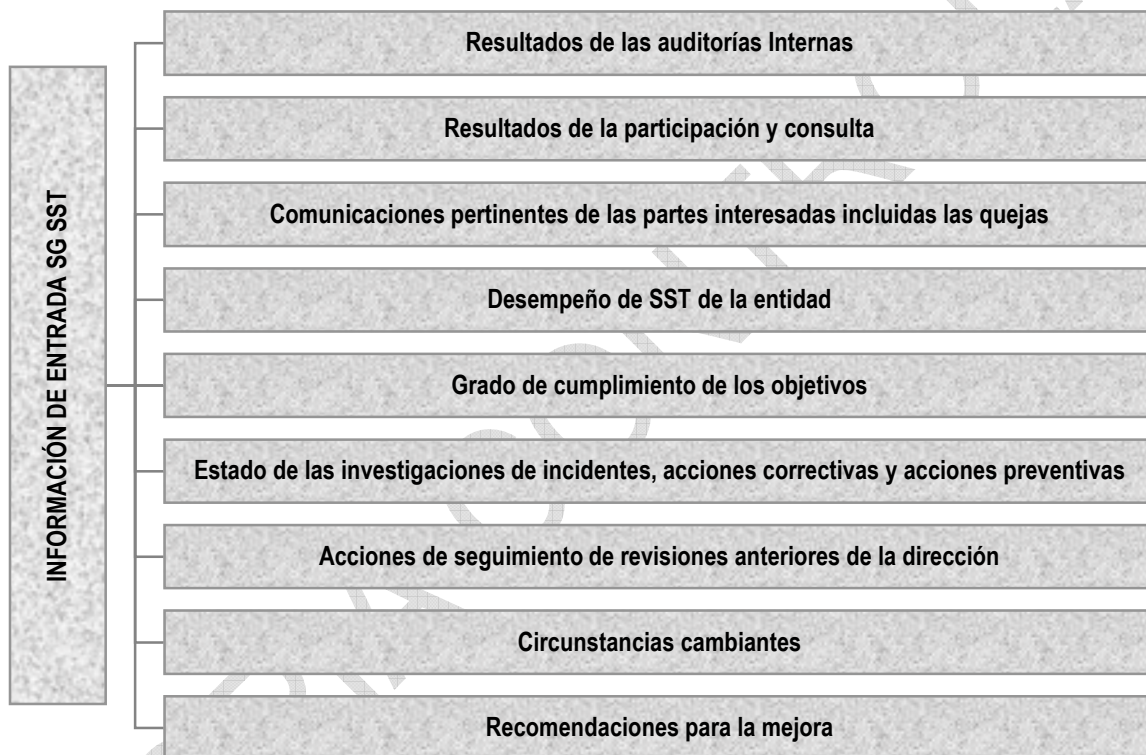 INFORMACIÓN DE ENTRADA SG SST
Resultados de las auditorías Internas
Resultados de la participación y consulta
Comunicaciones pertinentes de las partes interesadas incluidas las quejas
Desempeño de SST de la entidad
Grado de cumplimiento de los objetivos
Estado de las investigaciones de incidentes, acciones correctivas y acciones preventivas
Acciones de seguimiento de revisiones anteriores de la dirección
Circunstancias cambiantes
Recomendaciones para la mejora